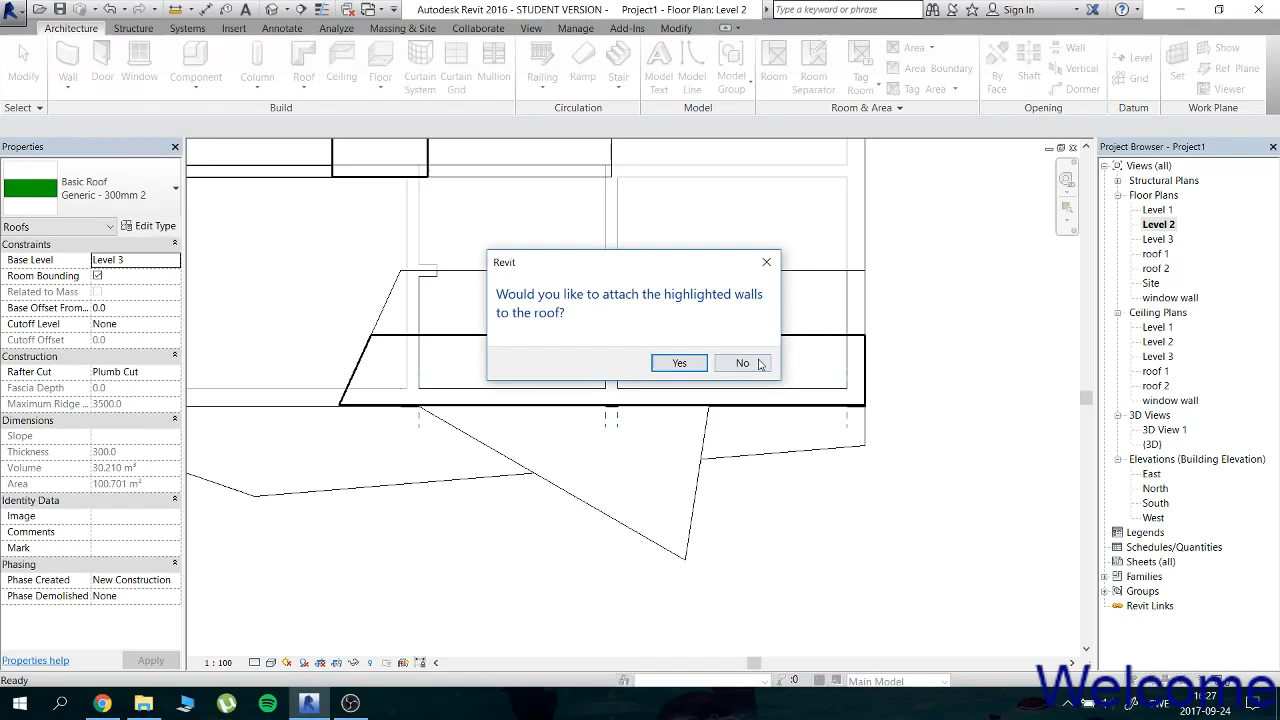 Autodesk Revit 2016 - STUDENT VERSION - Project1 - Floor Plan: Level 2
Type a keyword or phrase
Sign In
Architecture Structure Systems Insert Annotate Analyze Massing & Site Collaborate View Manage Add-Ins Modify
Modify Wall Door Window Component Column Roof Ceiling Floor Curtain System Curtain Grid Mullion Railing Ramp Stair Model Text Model Line Model Group Room Room Separator Tag Room
Area
Area Boundary
Tag Area
By Face Shaft
Wall
Vertical
Dormer
Level
Grid
Set
Show
Ref Plane
Viewer
Select Build Circulation Model Room & Area Opening Datum Work Plane
Properties
Basic Roof
Generic - 300mm 2
Roofs Edit Type
Constraints
Base Level Level 3
Room Bounding
Related to Mass
Base Offset From... 0.0
Cutoff Level None
Cutoff Offset 0.0
Construction
Rafter Cut Plumb Cut
Fascia Depth 0.0
Maximum Ridge ... 3500.0
Dimensions
Slope
Thickness 300.0
Volume 30.210 m³
Area 100.701 m²
Identity Data
Image
Comments
Mark
Phasing
Phase Created New Construction
Phase Demolished None
Properties help Apply
Revit
Would you like to attach the highlighted walls
to the roof?
Yes No
Project Browser - Project1
Views (all)
Structural Plans
Floor Plans
Level 1
Level 2
Level 3
roof 1
roof 2
Site
window wall
Ceiling Plans
Level 1
Level 2
Level 3
roof 1
roof 2
window wall
3D Views
3D View 1
{3D}
Elevations (Building Elevation)
East
North
South
West
Legends
Schedules/Quantities
Sheets (all)
Families
Groups
Revit Links
1 : 100
Ready
:0
Main Model
Welcome
16:27
2017-09-24